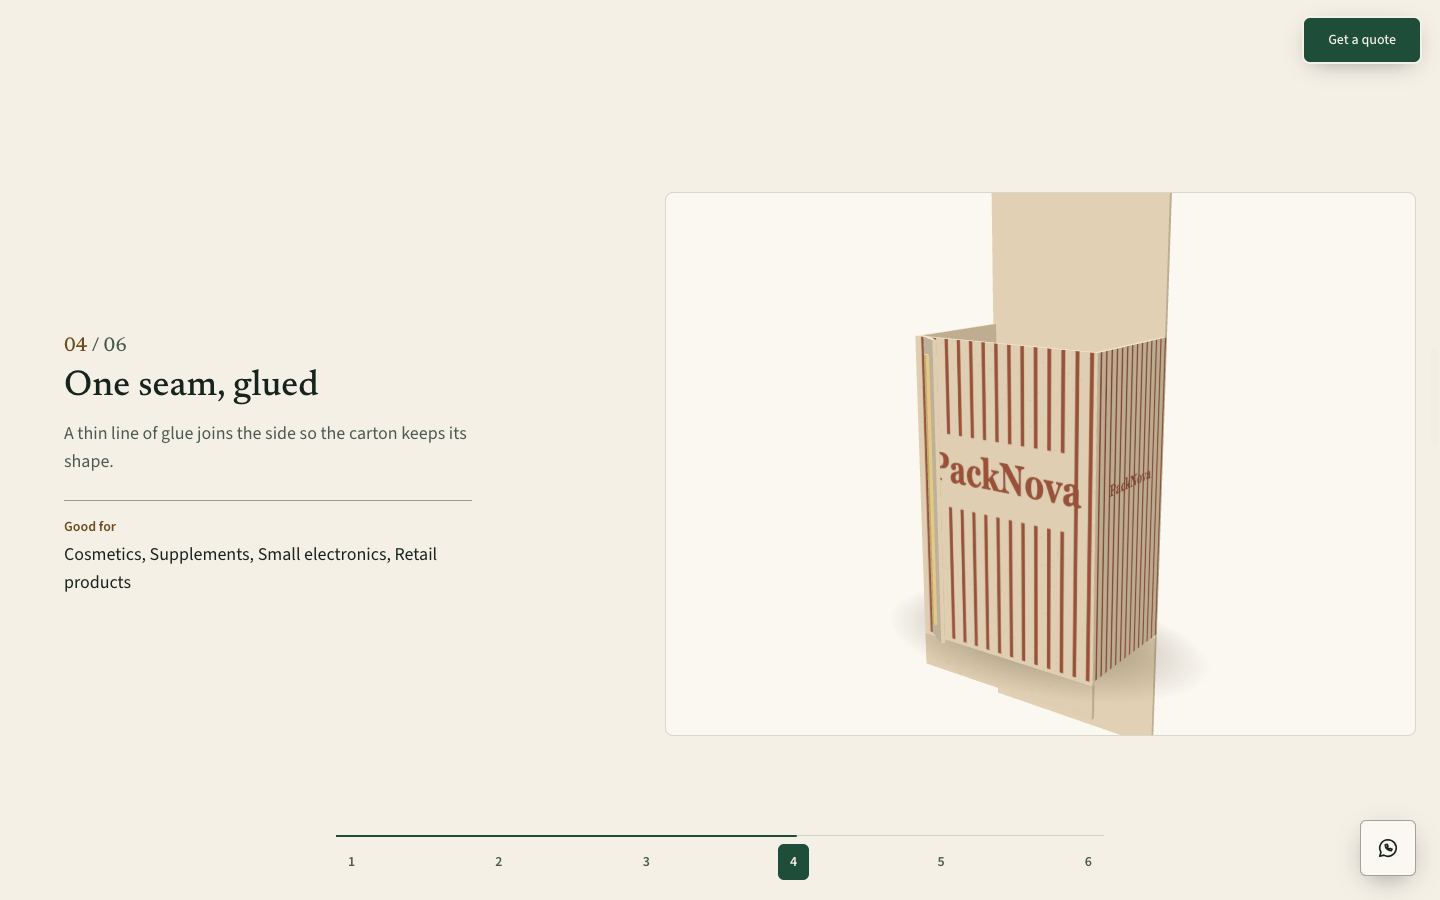 Get a quote
04 / 06
One seam, glued
A thin line of glue joins the side so the carton keeps its
shape.
Good for
Cosmetics, Supplements, Small electronics, Retail
products
PackNova
PackNova
1
2
3
4
5
6